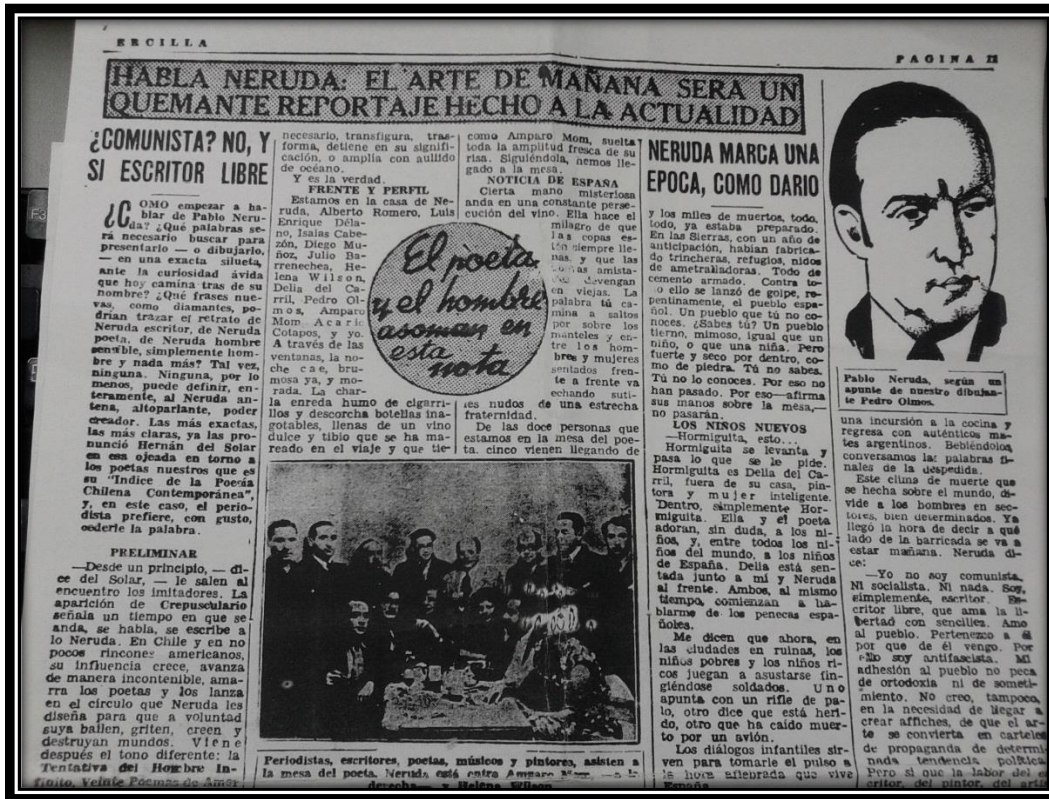 ERCILLA
PAGINA 11
HABLA NERUDA: EL ARTE DE MAÑANA SERA UN
QUEMANTE REPORTAJE HECHO A LA ACTUALIDAD
¿COMUNISTA? NO, Y
SI ESCRITOR LIBRE
¿COMO empezar a ha-
blar de Pablo Neru-
da? ¿Qué palabras se-
rá necesario buscar para
presentarlo — o dibujarlo,
— en una exacta silueta,
ante la curiosidad ávida
que hoy camina tras de su
nombre? ¿Qué frases nue-
vas, como diamantes, po-
drían trazar el retrato de
Neruda escritor, de Neruda
poeta, de Neruda hombre
sensible, simplemente hom-
bre y nada más? Tal vez,
ninguna. Ninguna, por lo
menos, puede definir, en-
teramente, al Neruda an-
tena, altoparlante, poder
creador. Las más exactas,
las más claras, ya las pro-
nunció Hernán del Solar
en esa ojeada en torno a
los poetas nuestros que es
su "Indice de la Poesía
Chilena Contemporánea",
y, en este caso, el perio-
dista prefiere, con gusto,
cederle la palabra.
PRELIMINAR
—Desde un principio, — di-
ce del Solar, — le salen al
encuentro los imitadores. La
aparición de Crepusculario
señala un tiempo en que se
anda, se habla, se escribe a
lo Neruda. En Chile y en no
pocos rincones americanos,
su influencia crece, avanza
de manera incontenible, ama-
rra los poetas y los lanza
en el círculo que Neruda les
diseña para que a voluntad
suya bailen, griten, creen y
destruyan mundos. Viene
después el tono diferente: la
Tentativa del Hombre In-
finito, Veinte Poemas de Amor,
necesario, transfigura, tras-
forma, detiene en su signifi-
cación, o amplía con aullido
de océano.
Y es la verdad.
FRENTE Y PERFIL
Estamos en la casa de Ne-
ruda, Alberto Romero, Luis
Enrique Déla-
no, Isaías Cabe-
zón, Diego Mu-
ñoz, Julio Ba-
rrenechea, He-
lena Wilson,
Delia del Ca-
rril, Pedro Ol-
mos, Amparo
Mom, Acario
Cotapos, y yo.
A través de las
ventanas, la no-
che cae, bru-
mosa ya, y mo-
rada. La char-
la enreda humo de cigarri-
llos y descorcha botellas ina-
gotables, llenas de un vino
dulce y tibio que se ha ma-
reado en el viaje y que tie-
El poeta
y el hombre
asoman en
esta
nota
como Amparo Mom, suelta
toda la amplitud fresca de su
risa. Siguiéndola, hemos lle-
gado a la mesa.
NOTICIA DE ESPAÑA
Cierta mano misteriosa
anda en una constante perse-
cución del vino. Ella hace el
milagro de que
las copas es-
tén siempre lle-
nas, y que las
amista-
devengan
en viejas. La
palabra tú ca-
mina a saltos
por sobre los
manteles y en-
tre los hom-
bres y mujeres
sentados fren-
te a frente va
echando suti-
les nudos de una estrecha
fraternidad.
De las doce personas que
estamos en la mesa del poe-
ta. cinco vienen llegando de
Periodistas, escritores, poetas, músicos y pintores, asisten a
la mesa del poeta. Neruda está entre Amparo Mom, —a la
derecha— y Helena Wilson.
NERUDA MARCA UNA
EPOCA, COMO DARIO
y los miles de muertos, todo,
todo, ya estaba preparado.
En las Sierras, con un año de
anticipación, habían fabrica-
do trincheras, refugios, nidos
de ametralladoras. Todo de
cemento armado. Contra to-
do ello se lanzó de golpe, re-
pentinamente, el pueblo espa-
ñol. Un pueblo que tú no co-
noces. ¿Sabes tú? Un pueblo
tierno, mimoso, igual que un
niño, o que una niña. Pero
fuerte y seco por dentro, co-
mo de piedra. Tú no sabes.
Tú no lo conoces. Por eso no
han pasado. Por eso—afirma
sus manos sobre la mesa,—
no pasarán.
LOS NIÑOS NUEVOS
—Hormiguita, esto...
Hormiguita se levanta y
pasa lo que se le pide.
Hormiguita es Delia del Ca-
rril, fuera de su casa, pin-
tora y mujer inteligente.
Dentro, simplemente Hor-
miguita. Ella y el poeta
adoran, sin duda, a los ni-
ños, y, entre todos los ni-
ños del mundo, a los niños
de España. Delia está sen-
tada junto a mí y Neruda
al frente. Ambos, al mismo
tiempo, comienzan a ha-
blarme de los penecas espa-
ñoles.
Me dicen que ahora, en
las ciudades en ruinas, los
niños pobres y los niños ri-
cos juegan a asustarse fin-
giéndose soldados. Uno
apunta con un rifle de pa-
lo, otro dice que está heri-
do, otro que ha caído muer-
to por un avión.
Los diálogos infantiles sir-
ven para tomarle el pulso a
la hora afiebrada que vive
España.
Pablo Neruda, según un
apunte de nuestro dibujan-
te Pedro Olmos.
una incursión a la cocina y
regresa con auténticos ma-
tes argentinos. Bebiéndolos,
conversamos las palabras fi-
nales de la despedida.
Este clima de muerte que
se hecha sobre el mundo, di-
vide a los hombres en sec-
tores, bien determinados. Ya
llegó la hora de decir a qué
lado de la barricada se va a
estar mañana. Neruda di-
ce:
—Yo no soy comunista,
Ni socialista. Ni nada. Soy,
simplemente, escritor. Es-
critor libre, que ama la li-
bertad con sencillez. Amo
al pueblo. Pertenezco a él
por que de él vengo. Por
ello soy antifascista. Mi
adhesión al pueblo no peca
de ortodoxia ni de someti-
miento. No creo, tampoco,
en la necesidad de llegar a
crear affiches, de que el ar-
te se convierta en carteles
de propaganda de determi-
nada tendencia política.
Pero sí que la labor del es-
critor, del pintor, del artis-
F3